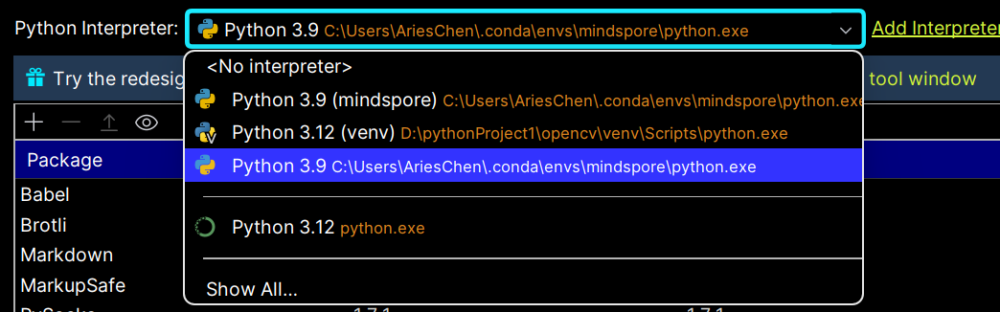 Python Interpreter: Python 3.9 C:\Users\AriesChen\.conda\envs\mindspore\python.exe Add Interpreter
<No interpreter>
Try the redesig tool window
Python 3.9 (mindspore) C:\Users\AriesChen\.conda\envs\mindspore\python.exe
Python 3.12 (venv) D:\pythonProject1\opencv\venv\Scripts\python.exe
Package
Python 3.9 C:\Users\AriesChen\.conda\envs\mindspore\python.exe
Babel
Brotli
Python 3.12 python.exe
Markdown
MarkupSafe
Show All...